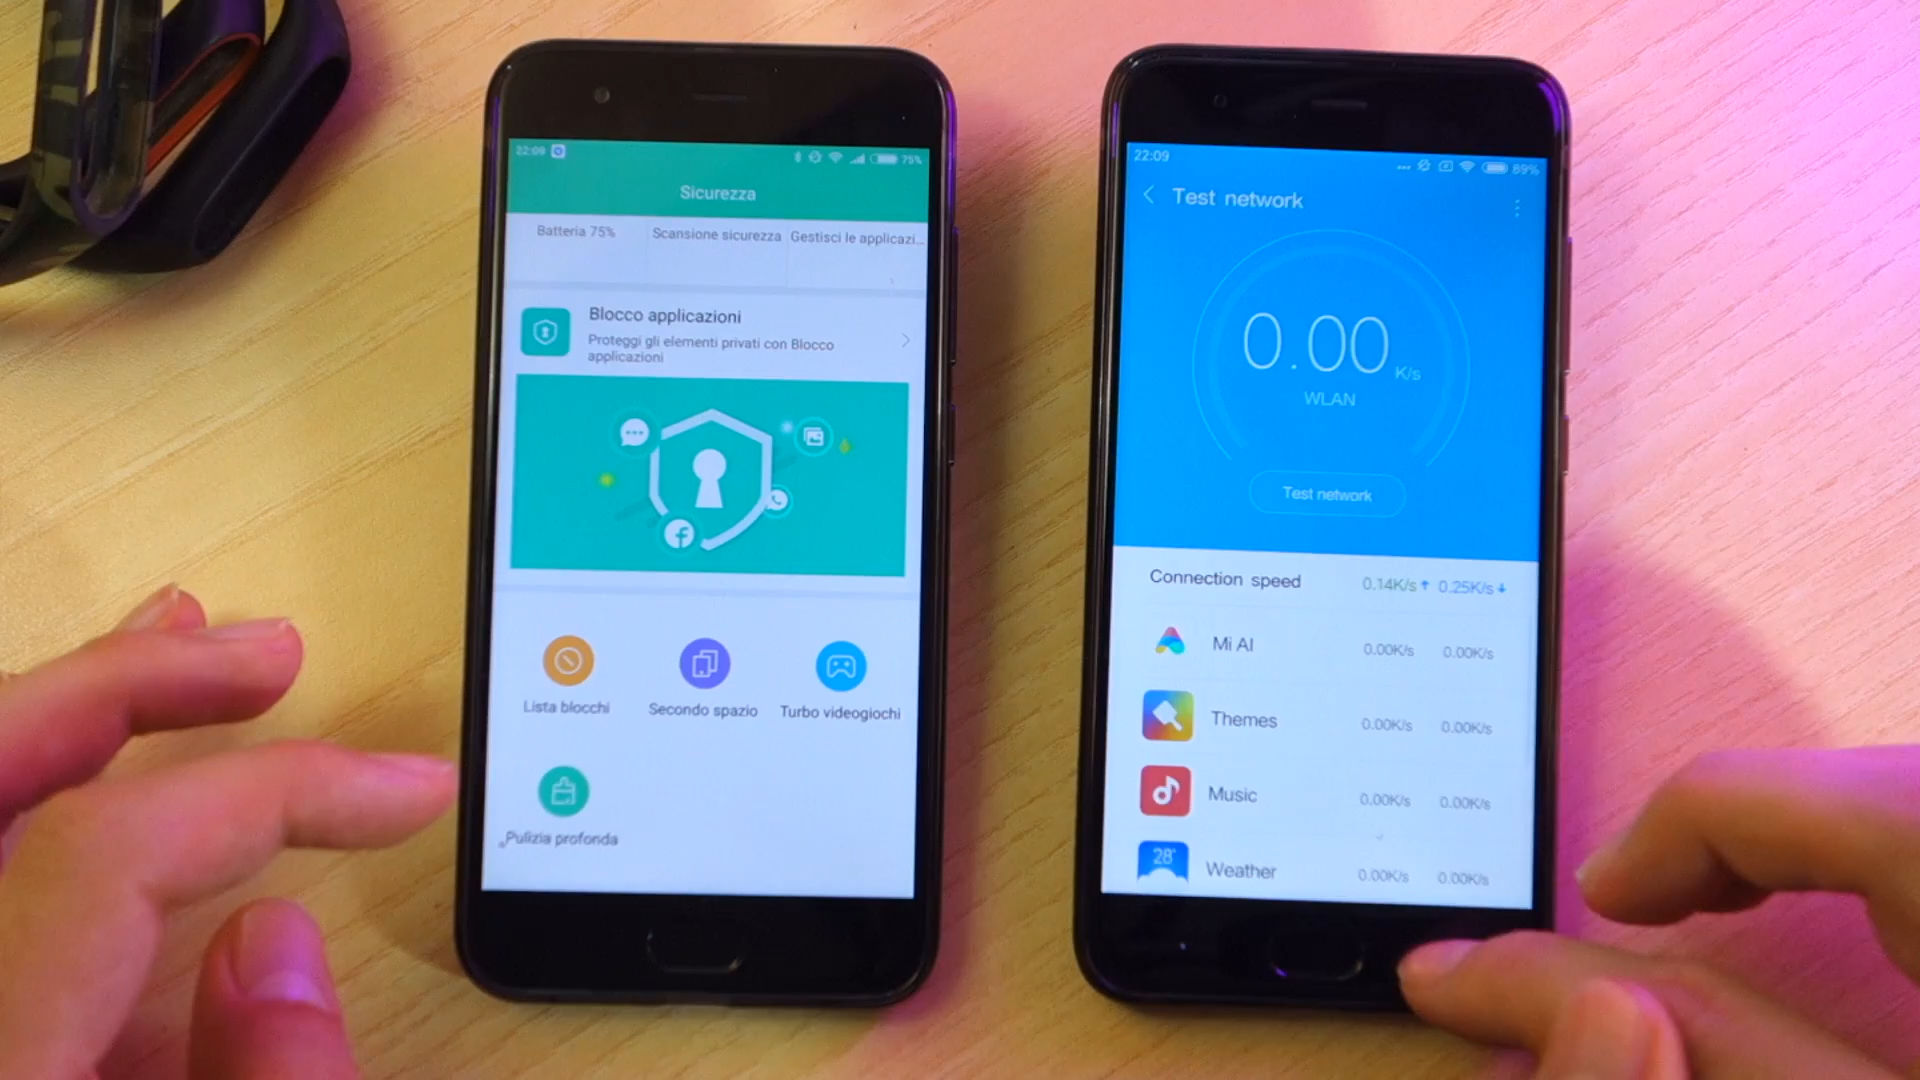 22:09
75%
Sicurezza
Batteria 75%
Scansione sicurezza
Gestisci le applicazi...
Blocco applicazioni
Proteggi gli elementi privati con Blocco
applicazioni
Lista blocchi
Secondo spazio
Turbo videogiochi
Pulizia profonda
22:09
89%
Test network
0.00 K/s
WLAN
Test network
Connection speed 0.14K/s 0.25K/s
Mi AI 0.00K/s 0.00K/s
Themes 0.00K/s 0.00K/s
Music 0.00K/s 0.00K/s
28°
Weather 0.00K/s 0.00K/s